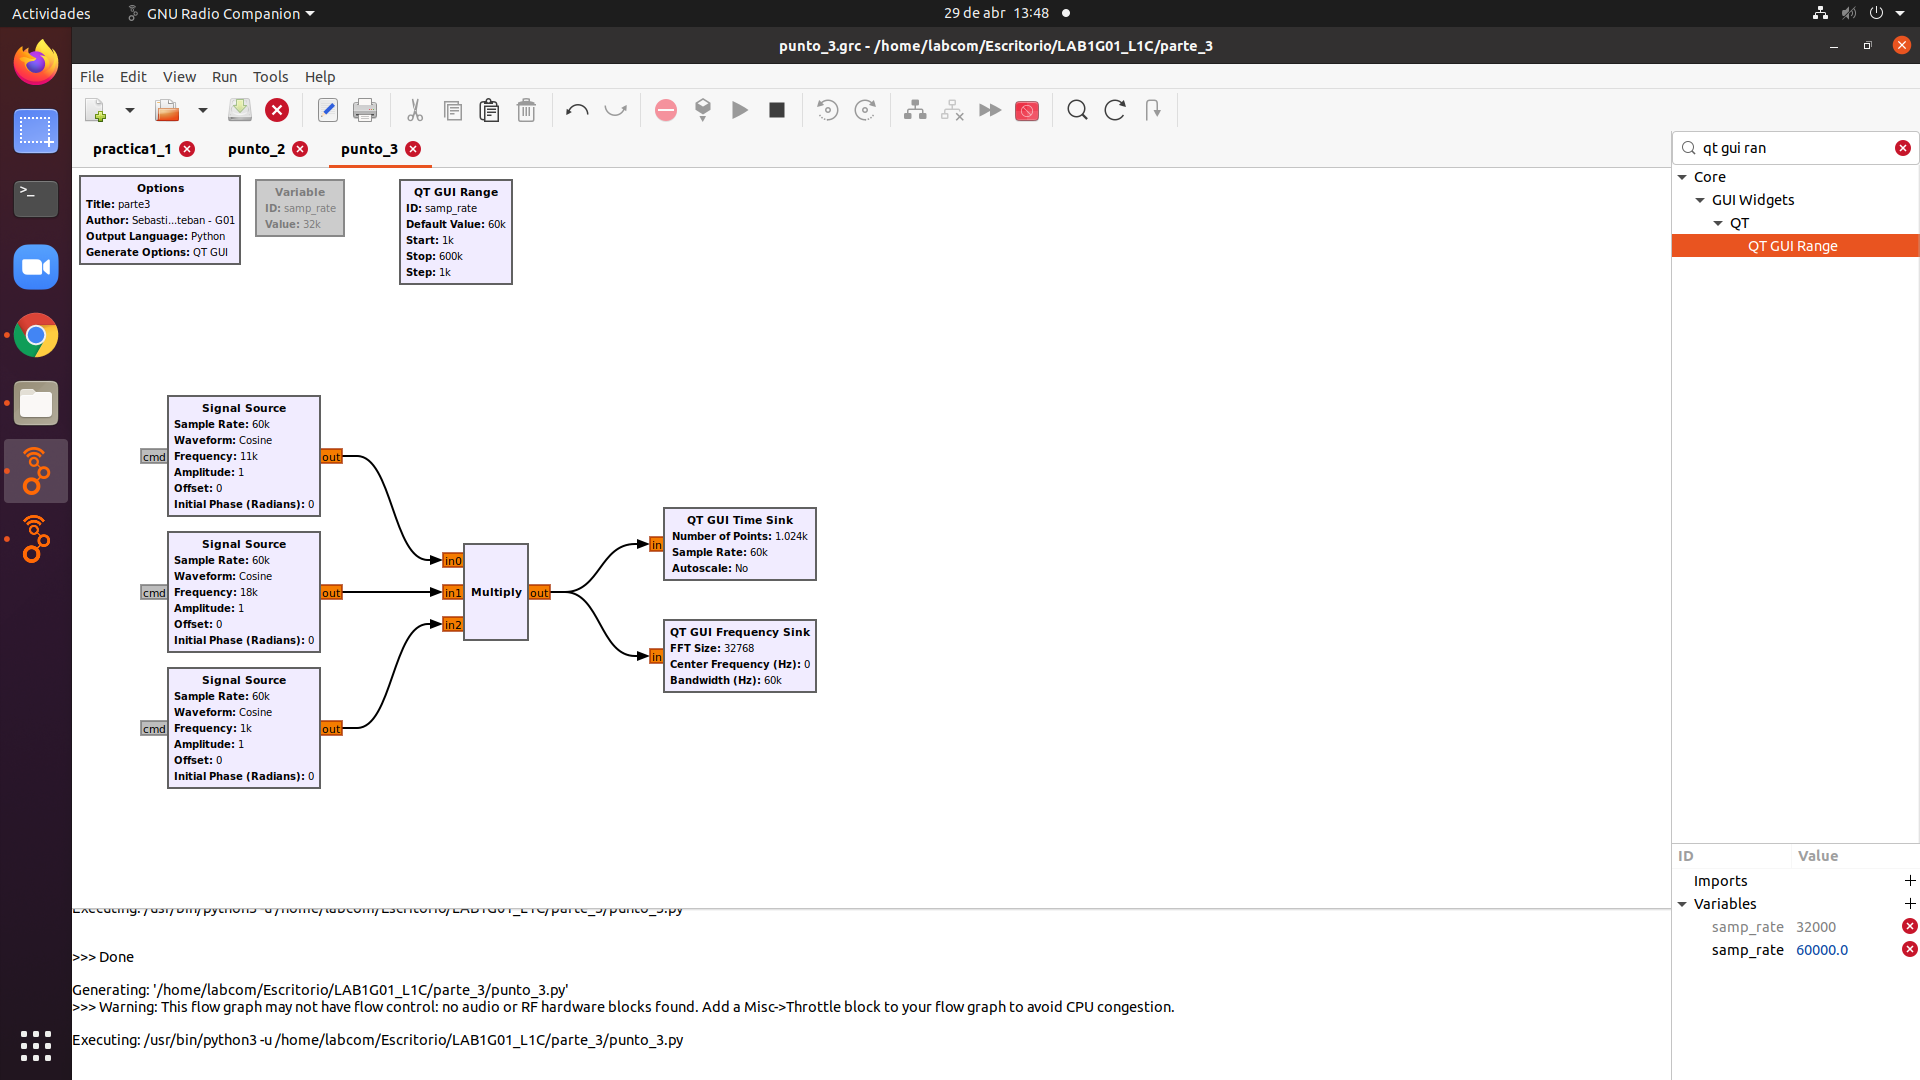 Actividades
GNU Radio Companion
29 de abr 13:48
punto_3.grc - /home/labcom/Escritorio/LAB1G01_L1C/parte_3
File Edit View Run Tools Help
practica1_1 punto_2 punto_3
Options
Title: parte3
Author: Sebasti...teban - G01
Output Language: Python
Generate Options: QT GUI
Variable
ID: samp_rate
Value: 32k
QT GUI Range
ID: samp_rate
Default Value: 60k
Start: 1k
Stop: 600k
Step: 1k
Signal Source
Sample Rate: 60k
Waveform: Cosine
Frequency: 11k
Amplitude: 1
Offset: 0
Initial Phase (Radians): 0
cmd
out
Signal Source
Sample Rate: 60k
Waveform: Cosine
Frequency: 18k
Amplitude: 1
Offset: 0
Initial Phase (Radians): 0
cmd
out
Signal Source
Sample Rate: 60k
Waveform: Cosine
Frequency: 1k
Amplitude: 1
Offset: 0
Initial Phase (Radians): 0
cmd
out
in0
in1
in2
Multiply
out
in
QT GUI Time Sink
Number of Points: 1.024k
Sample Rate: 60k
Autoscale: No
in
QT GUI Frequency Sink
FFT Size: 32768
Center Frequency (Hz): 0
Bandwidth (Hz): 60k
Executing: /usr/bin/python3 -u /home/labcom/Escritorio/LAB1G01_L1C/parte_3/punto_3.py
>>> Done
Generating: '/home/labcom/Escritorio/LAB1G01_L1C/parte_3/punto_3.py'
>>> Warning: This flow graph may not have flow control: no audio or RF hardware blocks found. Add a Misc->Throttle block to your flow graph to avoid CPU congestion.
Executing: /usr/bin/python3 -u /home/labcom/Escritorio/LAB1G01_L1C/parte_3/punto_3.py
qt gui ran
Core
GUI Widgets
QT
QT GUI Range
ID Value
Imports
Variables
samp_rate 32000
samp_rate 60000.0